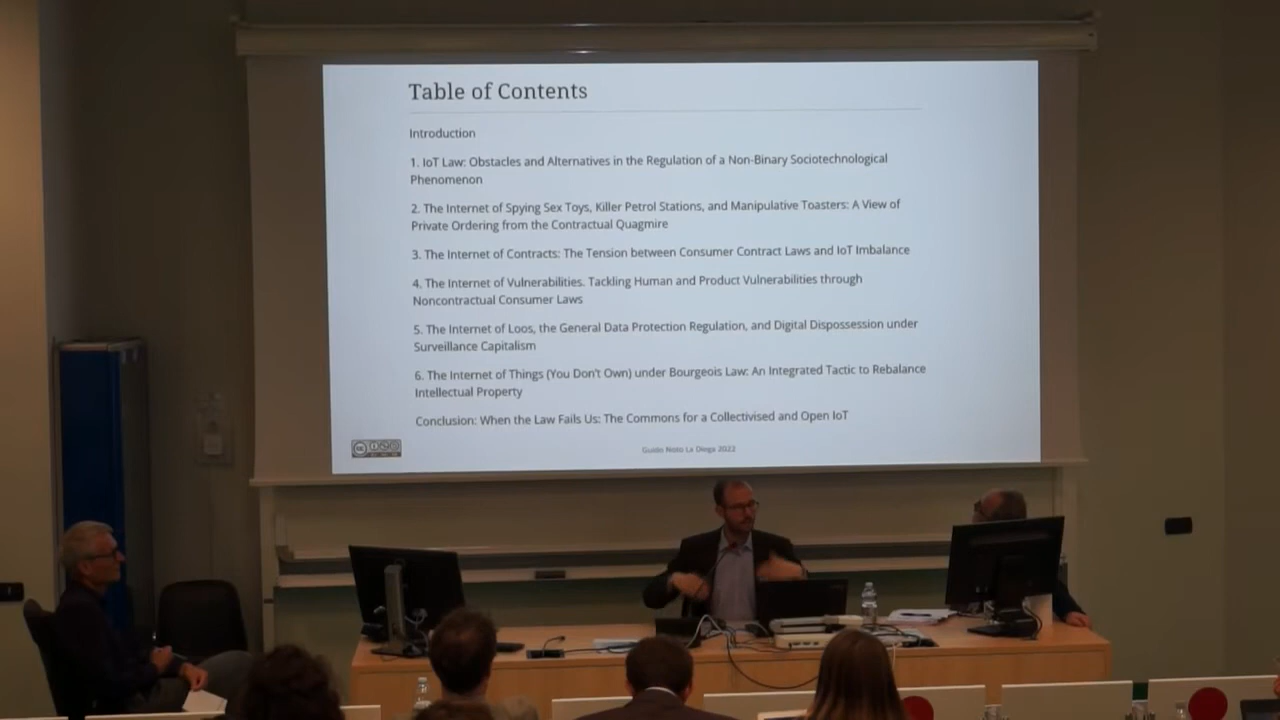 Table of Contents
Introduction
1. IoT Law: Obstacles and Alternatives in the Regulation of a Non-Binary Sociotechnological
Phenomenon
2. The Internet of Spying Sex Toys, Killer Petrol Stations, and Manipulative Toasters: A View of
Private Ordering from the Contractual Quagmire
3. The Internet of Contracts: The Tension between Consumer Contract Laws and IoT Imbalance
4. The Internet of Vulnerabilities. Tackling Human and Product Vulnerabilities through
Noncontractual Consumer Laws
5. The Internet of Loos, the General Data Protection Regulation, and Digital Dispossession under
Surveillance Capitalism
6. The Internet of Things (You Don't Own) under Bourgeois Law: An Integrated Tactic to Rebalance
Intellectual Property
Conclusion: When the Law Fails Us: The Commons for a Collectivised and Open IoT
cc
Guido Noto La Diega 2022